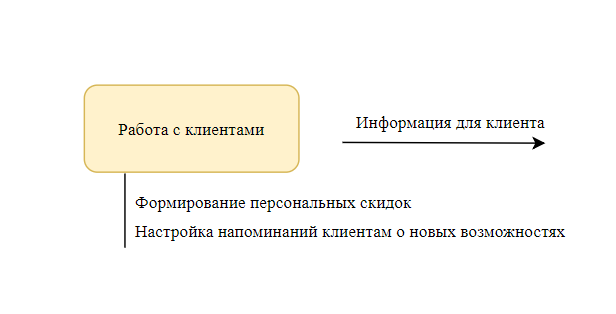 Информация для клиента
Работа с клиентами
Формирование персональных скидок
Настройка напоминаний клиентам о новых возможностях